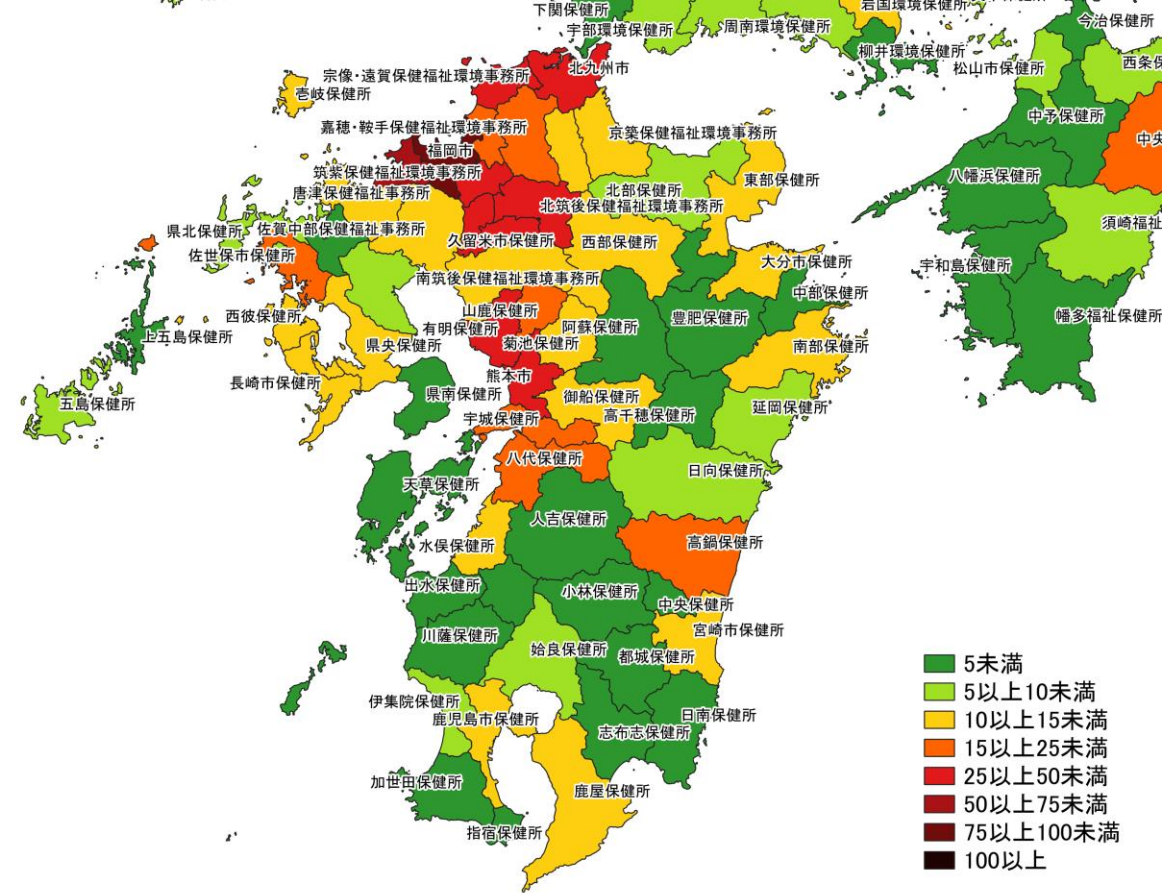 岩国環境保健所
下関保健所
今治保健所
宇部環境保健所
周南環境保健所
柳井環境保健所
松山市保健所
西条保
北九州市
宗像・遠賀保健福祉環境事務所
壱岐保健所
中予保健所
嘉穂・鞍手保健福祉環境事務所
京築保健福祉環境事務所
中央
福岡市
筑紫保健福祉環境事務所
八幡浜保健所
東部保健所
唐津保健福祉事務所
北部保健所
北筑後保健福祉環境事務所
須崎福祉
県北保健所
佐賀中部保健福祉事務所
久留米市保健所
西部保健所
佐世保市保健所
大分市保健所
宇和島保健所
南筑後保健福祉環境事務所
中部保健所
山鹿保健所
西彼保健所
有明保健所
阿蘇保健所
豊肥保健所
幡多福祉保健所
上五島保健所
県央保健所
菊池保健所
南部保健所
熊本市
長崎市保健所
県南保健所
御船保健所
五島保健所
宇城保健所
高千穂保健所
延岡保健所
八代保健所
日向保健所
天草保健所
人吉保健所
水俣保健所
高鍋保健所
出水保健所
小林保健所
中央保健所
川薩保健所
宮崎市保健所
姶良保健所
都城保健所
伊集院保健所
鹿児島市保健所
日南保健所
志布志保健所
加世田保健所
鹿屋保健所
指宿保健所
5未満
5以上10未満
10以上15未満
15以上25未満
25以上50未満
50以上75未満
75以上100未満
100以上